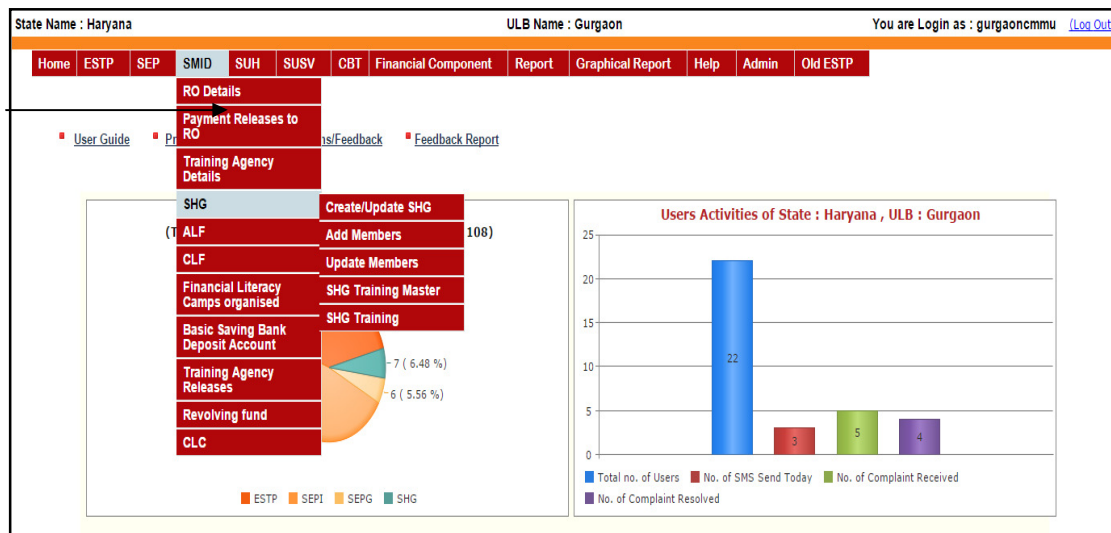 State Name : Haryana ULB Name : Gurgaon You are Login as : gurgaoncmmu (Log Out
Home ESTP SEP SMID SUH SUSV CBT Financial Component Report Graphical Report Help Admin Old ESTP
RO Details
Payment Releases to
RO
Training Agency
Details
SHG
ALF
CLF
Financial Literacy
Camps organised
Basic Saving Bank
Deposit Account
Training Agency
Releases
Revolving fund
CLC
Create/Update SHG
Add Members
Update Members
SHG Training Master
SHG Training
User Guide Pr ns/Feedback Feedback Report
(T 108)
7 ( 6.48 %)
6 ( 5.56 %)
ESTP SEPI SEPG SHG
Users Activities of State : Haryana , ULB : Gurgaon
25
20
15
10
5
0
22
3
5
4
Total no. of Users No. of SMS Send Today No. of Complaint Received
No. of Complaint Resolved